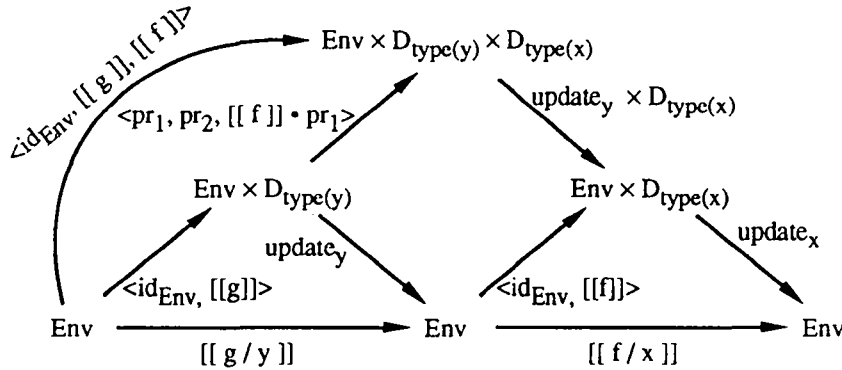 Env × D_type(y) × D_type(x)
<id_Env, [[ g ]], [[ f ]]>
<pr_1, pr_2, [[ f ]] • pr_1>
update_y × D_type(x)
Env × D_type(y)
Env × D_type(x)
update_y
update_x
<id_Env, [[g]]>
<id_Env, [[f]]>
Env
Env
Env
[[ g / y ]]
[[ f / x ]]